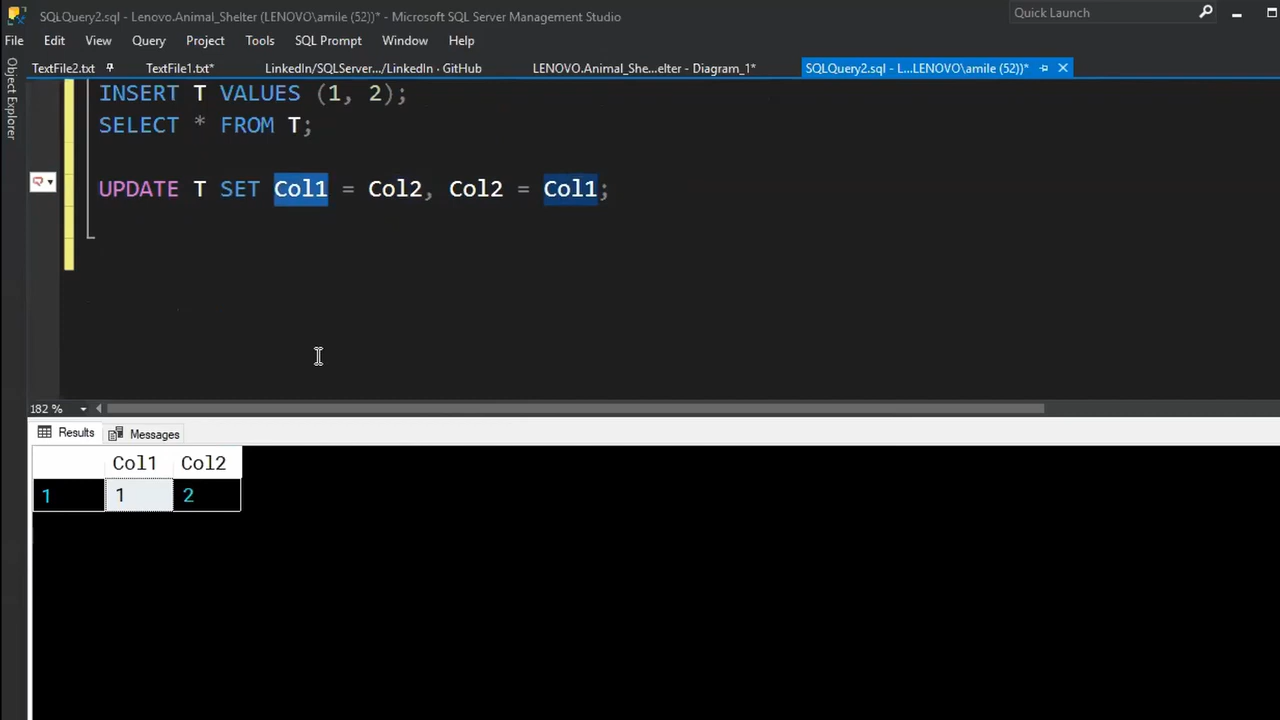 SQLQuery2.sql - Lenovo.Animal_Shelter (LENOVO\amile (52))* - Microsoft SQL Server Management Studio
Quick Launch
File Edit View Query Project Tools SQL Prompt Window Help
Object Explorer
TextFile2.txt TextFile1.txt* LinkedIn/SQLServer.../LinkedIn · GitHub LENOVO.Animal_She...elter - Diagram_1* SQLQuery2.sql - L...LENOVO\amile (52))*
INSERT T VALUES (1, 2);
SELECT * FROM T;
UPDATE T SET Col1 = Col2, Col2 = Col1;
182 %
Results Messages
Col1 Col2
1 1 2